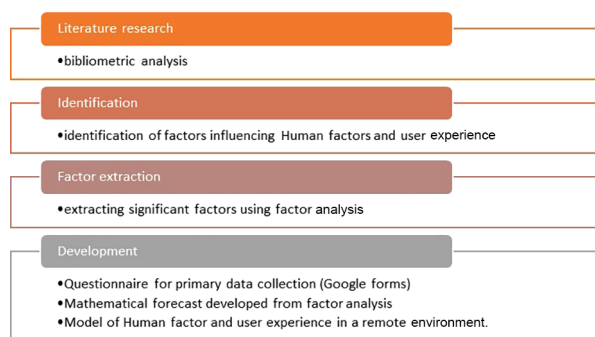 Literature research
•bibliometric analysis
Identification
•identification of factors influencing Human factors and user experience
Factor extraction
•extracting significant factors using factor analysis
Development
•Questionnaire for primary data collection (Google forms)
•Mathematical forecast developed from factor analysis
•Model of Human factor and user experience in a remote environment.